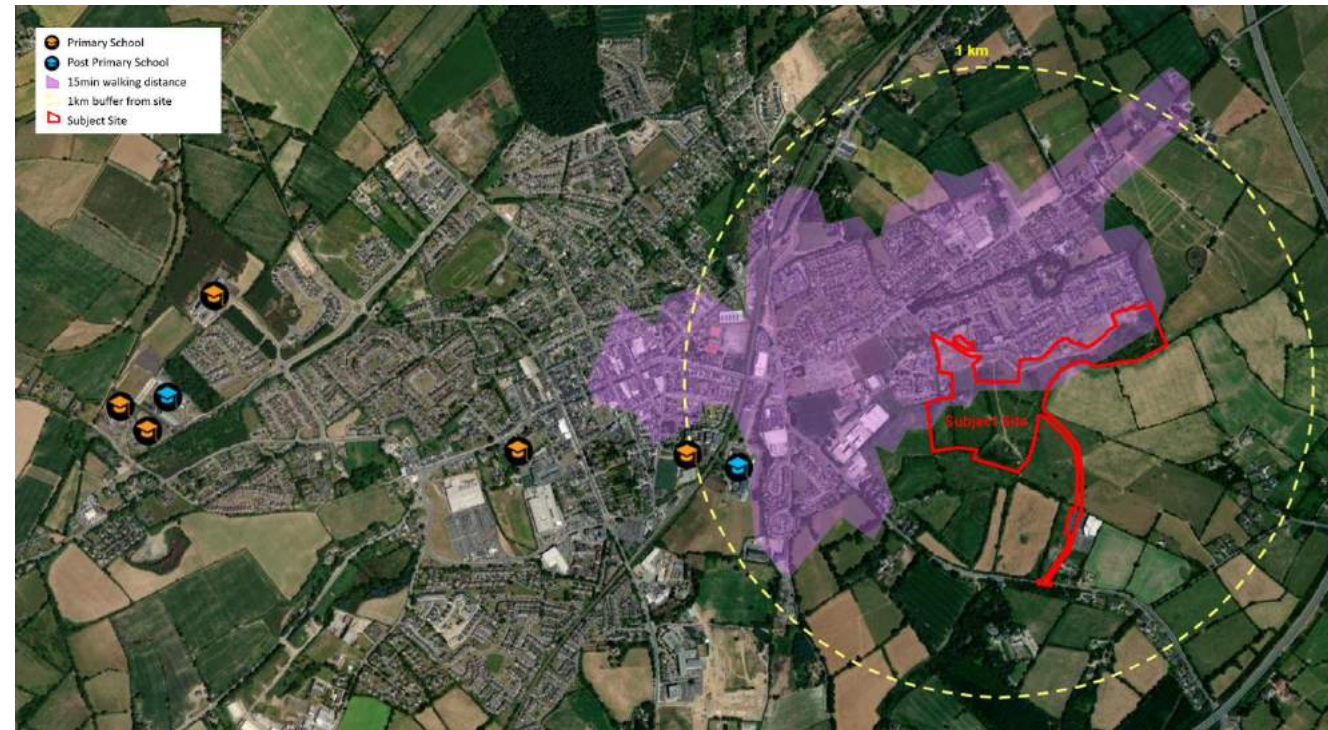 Primary School
Post Primary School
15min walking distance
1km buffer from site
Subject Site
1 km
Subject Site